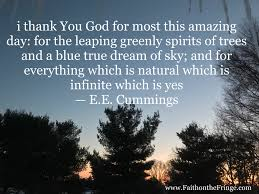 i thank You God for most this amazing
day: for the leaping greenly spirits of trees
and a blue true dream of sky; and for
everything which is natural which is
infinite which is yes
— E.E. Cummings
www.FaithontheFringe.com